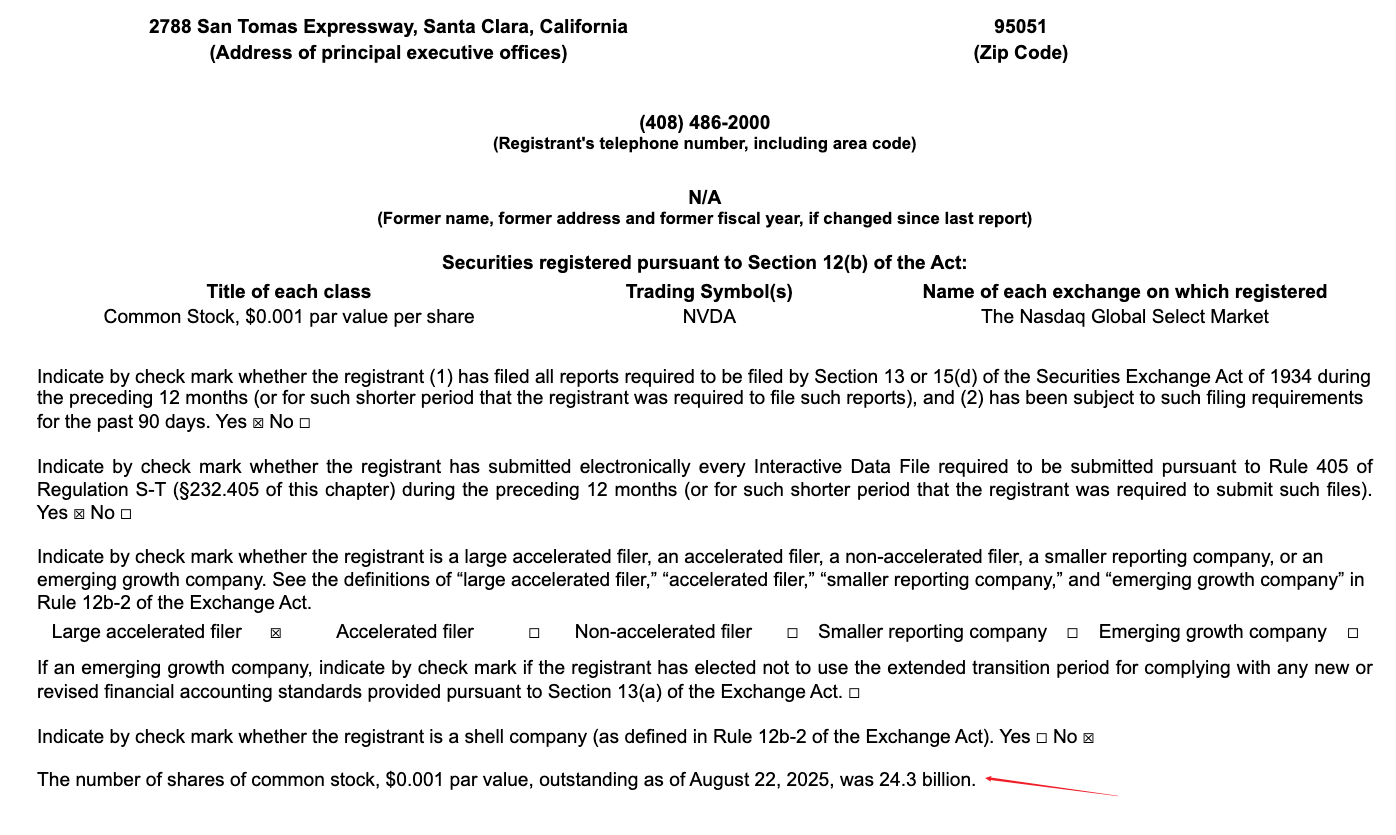 2788 San Tomas Expressway, Santa Clara, California 95051
(Address of principal executive offices) (Zip Code)
(408) 486-2000
(Registrant's telephone number, including area code)
N/A
(Former name, former address and former fiscal year, if changed since last report)
Securities registered pursuant to Section 12(b) of the Act:
Title of each class Trading Symbol(s) Name of each exchange on which registered
Common Stock, $0.001 par value per share NVDA The Nasdaq Global Select Market
Indicate by check mark whether the registrant (1) has filed all reports required to be filed by Section 13 or 15(d) of the Securities Exchange Act of 1934 during
the preceding 12 months (or for such shorter period that the registrant was required to file such reports), and (2) has been subject to such filing requirements
for the past 90 days. Yes ☒ No ☐
Indicate by check mark whether the registrant has submitted electronically every Interactive Data File required to be submitted pursuant to Rule 405 of
Regulation S-T (§232.405 of this chapter) during the preceding 12 months (or for such shorter period that the registrant was required to submit such files).
Yes ☒ No ☐
Indicate by check mark whether the registrant is a large accelerated filer, an accelerated filer, a non-accelerated filer, a smaller reporting company, or an
emerging growth company. See the definitions of “large accelerated filer,” “accelerated filer,” “smaller reporting company,” and “emerging growth company” in
Rule 12b-2 of the Exchange Act.
Large accelerated filer ☒ Accelerated filer ☐ Non-accelerated filer ☐ Smaller reporting company ☐ Emerging growth company ☐
If an emerging growth company, indicate by check mark if the registrant has elected not to use the extended transition period for complying with any new or
revised financial accounting standards provided pursuant to Section 13(a) of the Exchange Act. ☐
Indicate by check mark whether the registrant is a shell company (as defined in Rule 12b-2 of the Exchange Act). Yes ☐ No ☒
The number of shares of common stock, $0.001 par value, outstanding as of August 22, 2025, was 24.3 billion.